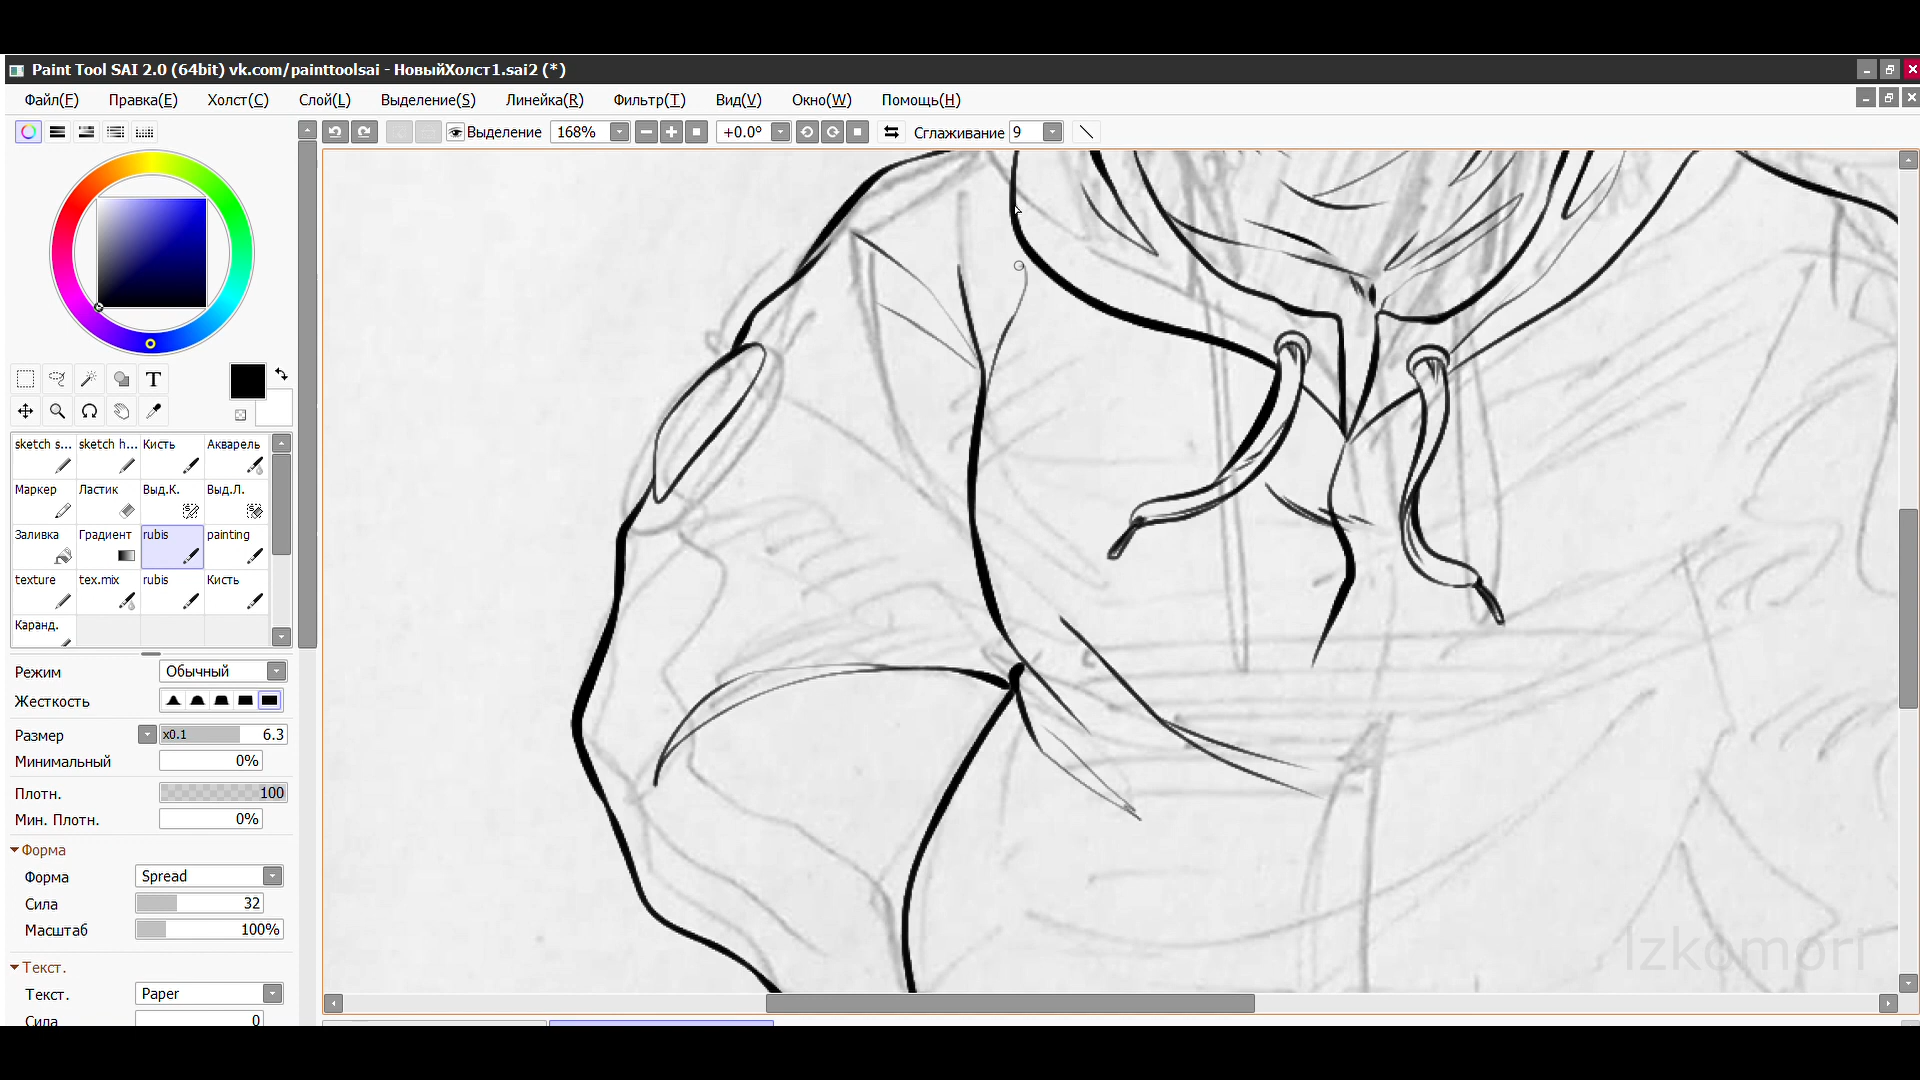 Paint Tool SAI 2.0 (64bit) vk.com/painttoolsai - НовыйХолст1.sai2 (*)
Файл(F) Правка(E) Холст(C) Слой(L) Выделение(S) Линейка(R) Фильтр(T) Вид(V) Окно(W) Помощь(H)
Выделение 168% +0.0° Сглаживание 9
T
sketch s... sketch h... Кисть Акварель
Маркер Ластик Выд.К. Выд.Л.
Заливка Градиент rubis painting
texture tex.mix rubis Кисть
Каранд.
Режим Обычный
Жесткость
Размер x0.1 6.3
Минимальный 0%
Плотн. 100
Мин. Плотн. 0%
Форма
Форма Spread
Сила 32
Масштаб 100%
Текст.
Текст. Paper
Сила 0
Izkomori